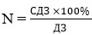 N = СДЗ ×100%
ДЗ